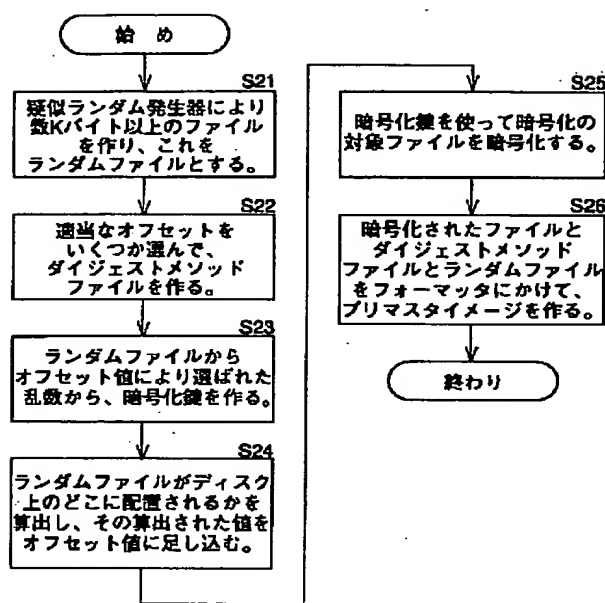 始 め
S21
疑似ランダム発生器により
数Kバイト以上のファイル
を作り、これを
ランダムファイルとする。
S22
適当なオフセットを
いくつか選んで、
ダイジェストメソッド
ファイルを作る。
S23
ランダムファイルから
オフセット値により選ばれた
乱数から、暗号化鍵を作る。
S24
ランダムファイルがディスク
上のどこに配置されるかを
算出し、その算出された値を
オフセット値に足し込む。
S25
暗号化鍵を使って暗号化の
対象ファイルを暗号化する。
S26
暗号化されたファイルと
ダイジェストメソッド
ファイルとランダムファイル
をフォーマッタにかけて、
プリマスタイメージを作る。
終わり